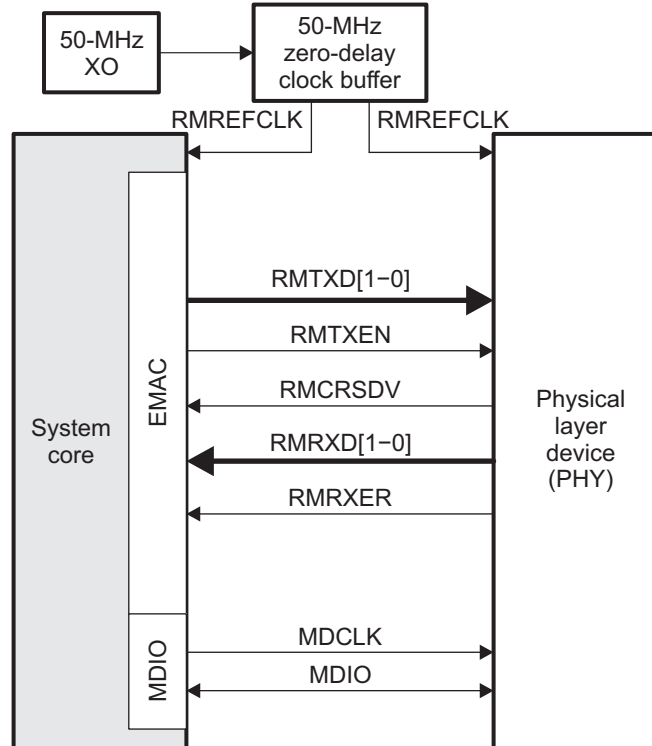 50-MHz
XO
50-MHz
zero-delay
clock buffer
RMREFCLK
RMREFCLK
RMTXD[1−0]
RMTXEN
RMCRSDV
RMRXD[1−0]
RMRXER
MDCLK
MDIO
EMAC
MDIO
System
core
Physical
layer
device
(PHY)